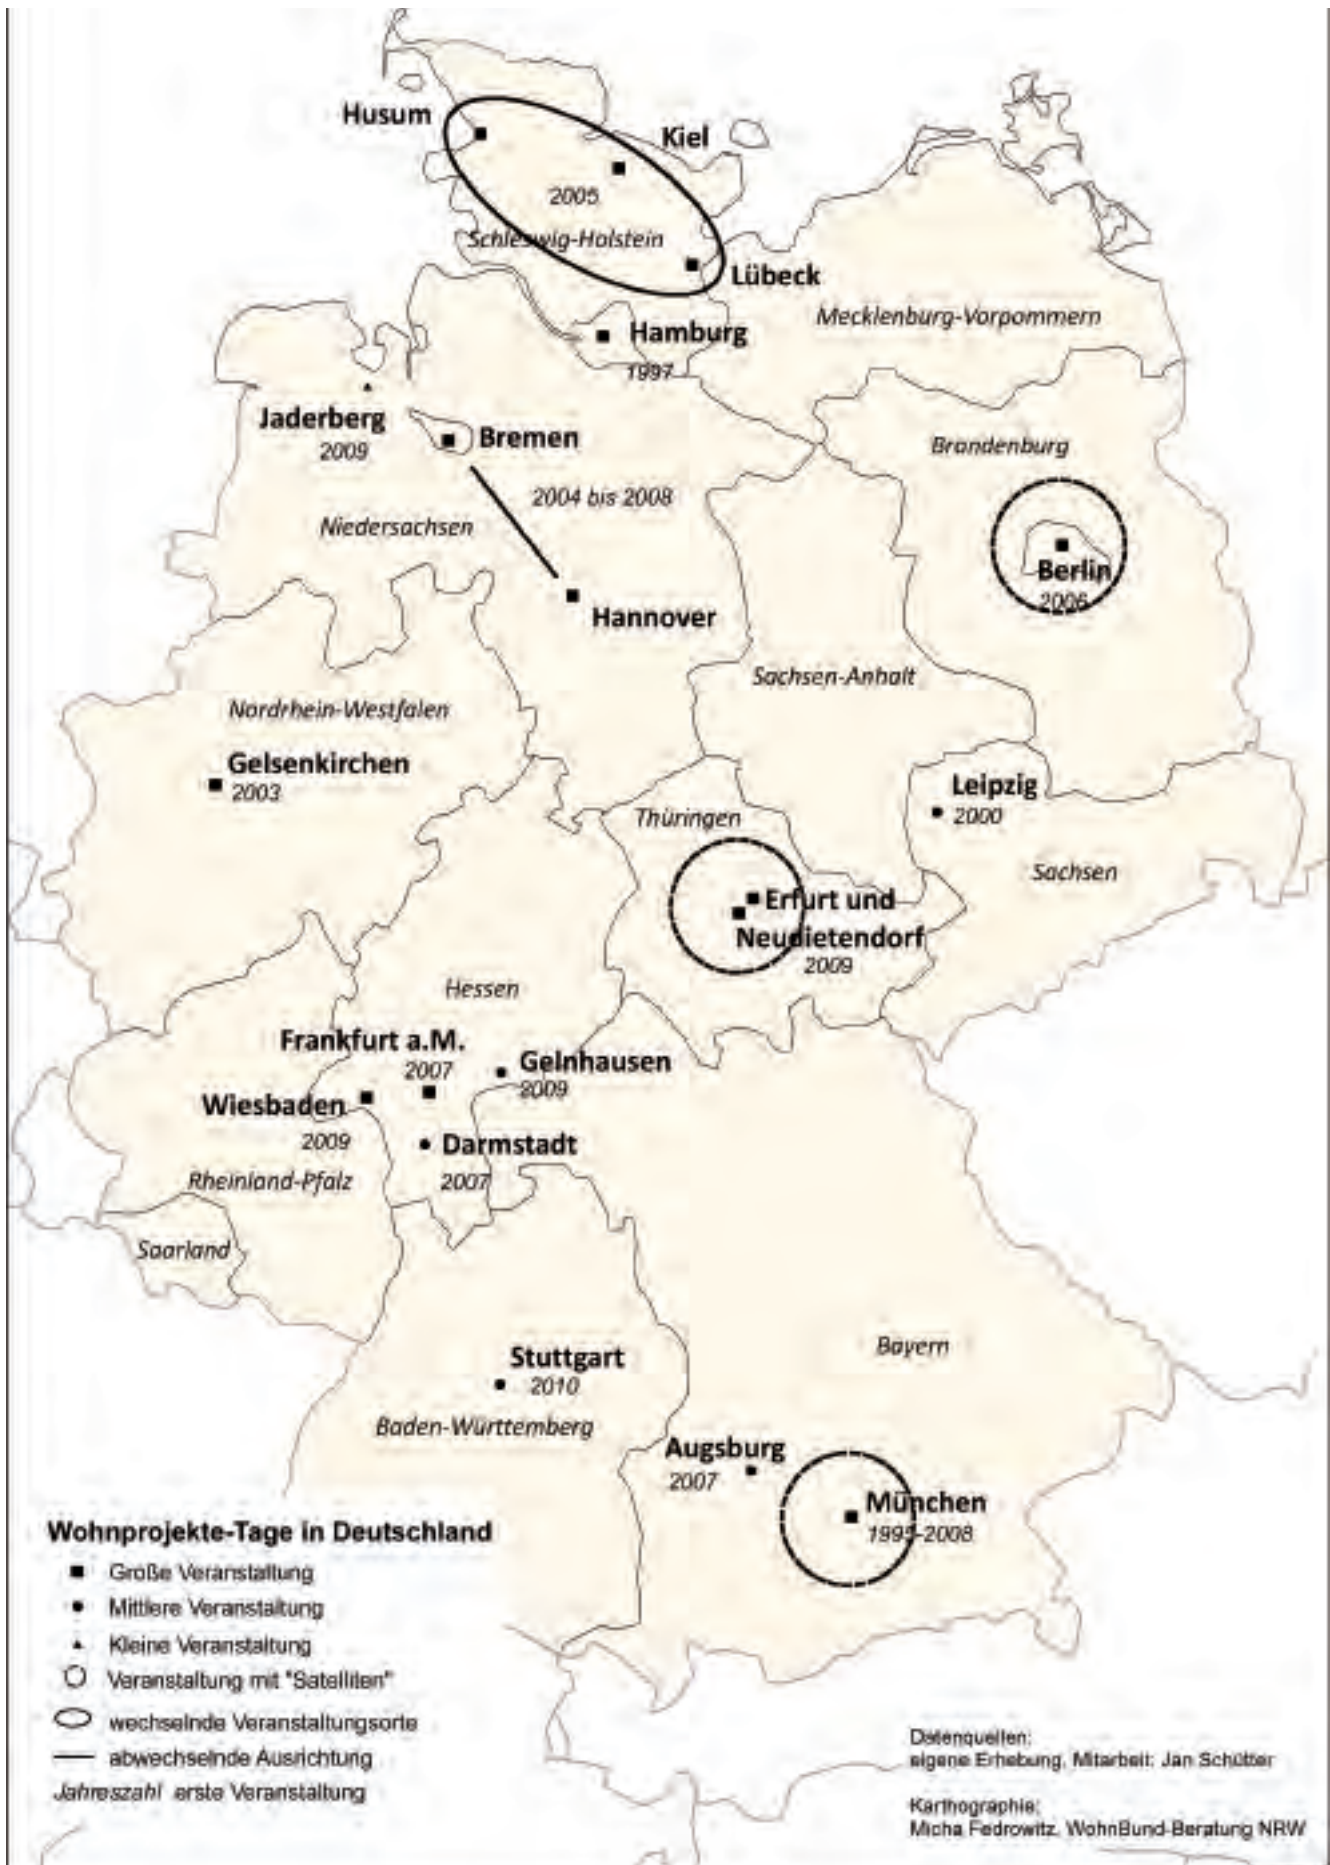 Husum
Kiel
2005
Schleswig-Holstein
Lübeck
Mecklenburg-Vorpommern
Hamburg
1997
Jaderberg
2009
Bremen
Brandenburg
2004 bis 2008
Niedersachsen
Berlin
2006
Hannover
Sachsen-Anhalt
Nordrhein-Westfalen
Gelsenkirchen
2003
Leipzig
2000
Thüringen
Sachsen
Erfurt und
Neudietendorf
2009
Hessen
Frankfurt a.M.
2007
Gelnhausen
2009
Wiesbaden
2009
Darmstadt
2007
Rheinland-Pfalz
Saarland
Bayern
Stuttgart
2010
Baden-Württemberg
Augsburg
2007
München
1995-2008
Wohnprojekte-Tage in Deutschland
Große Veranstaltung
Mittlere Veranstaltung
Kleine Veranstaltung
Veranstaltung mit "Satelliten"
wechselnde Veranstaltungsorte
abwechselnde Ausrichtung
Jahreszahl erste Veranstaltung
Datenquellen:
eigene Erhebung, Mitarbeit: Jan Schütter
Karthographie:
Micha Fedrowitz, WohnBund-Beratung NRW